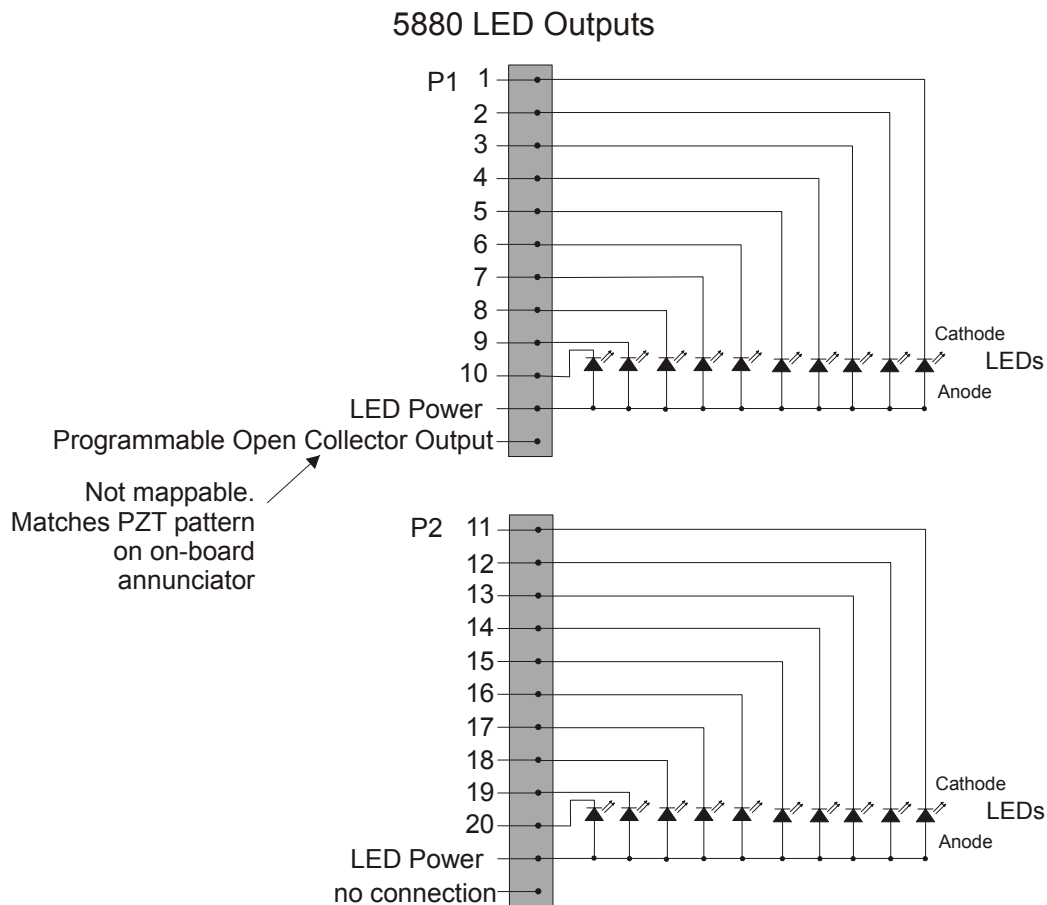 5880 LED Outputs
P1 1
2
3
4
5
6
7
8
9
10
Cathode
LEDs
Anode
LED Power
Programmable Open Collector Output
Not mappable.
Matches PZT pattern
on on-board
annunciator
P2 11
12
13
14
15
16
17
18
19
20
Cathode
LEDs
Anode
LED Power
no connection